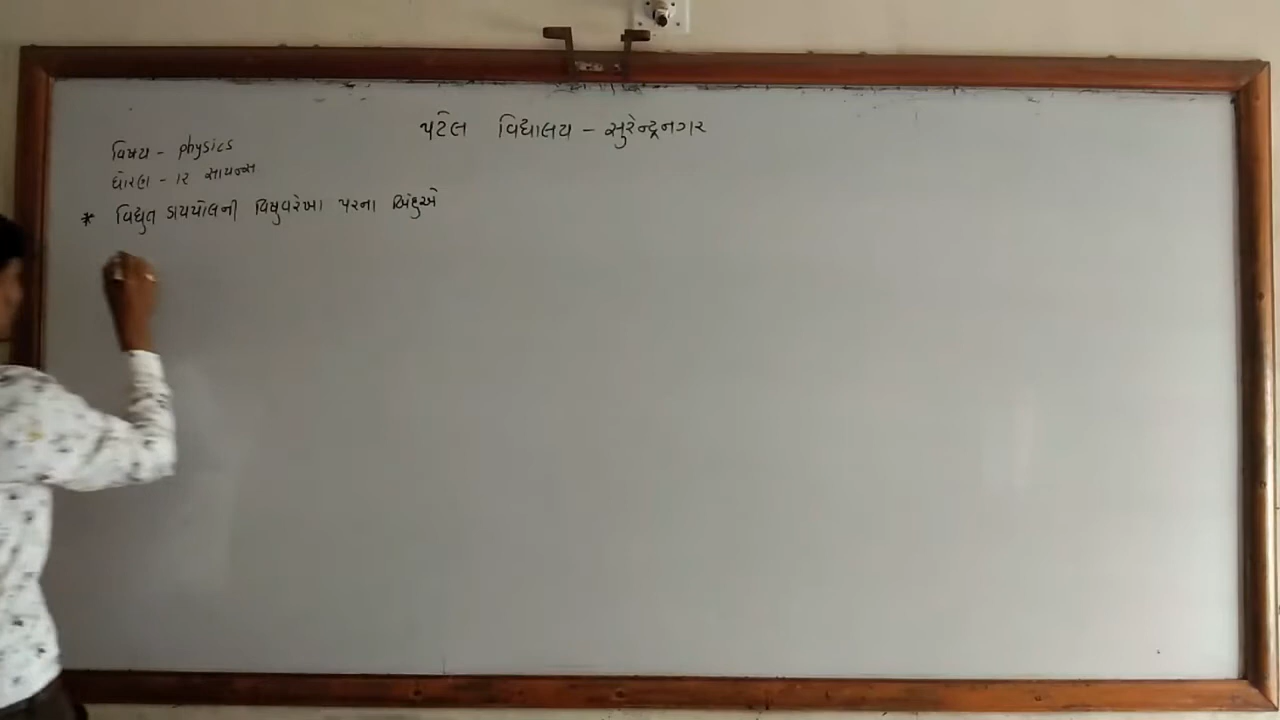 પટેલ વિદ્યાલય - સુરેન્દ્રનગર
વિષય - physics
ધોરણ - ૧૨ સાયન્સ
* વિદ્યુત ડાયપોલની વિષુવરેખા પરના બિંદુએ